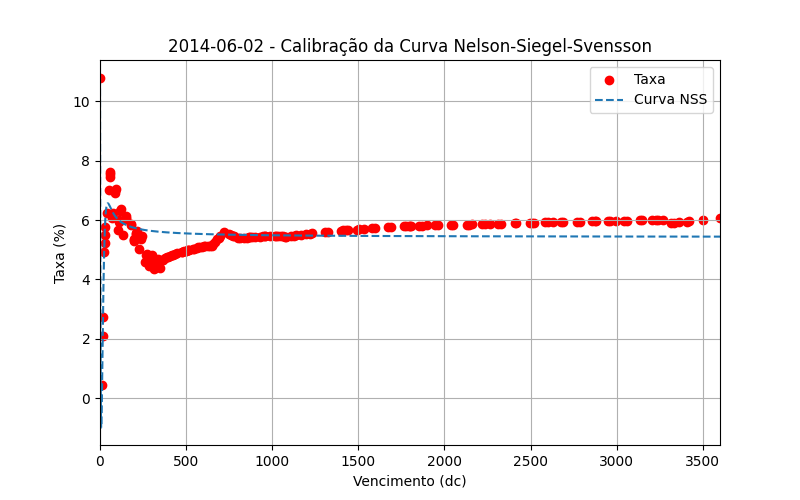 2014-06-02 - Calibração da Curva Nelson-Siegel-Svensson
Taxa
Curva NSS
Taxa (%)
10
8
6
4
2
0
0 500 1000 1500 2000 2500 3000 3500
Vencimento (dc)